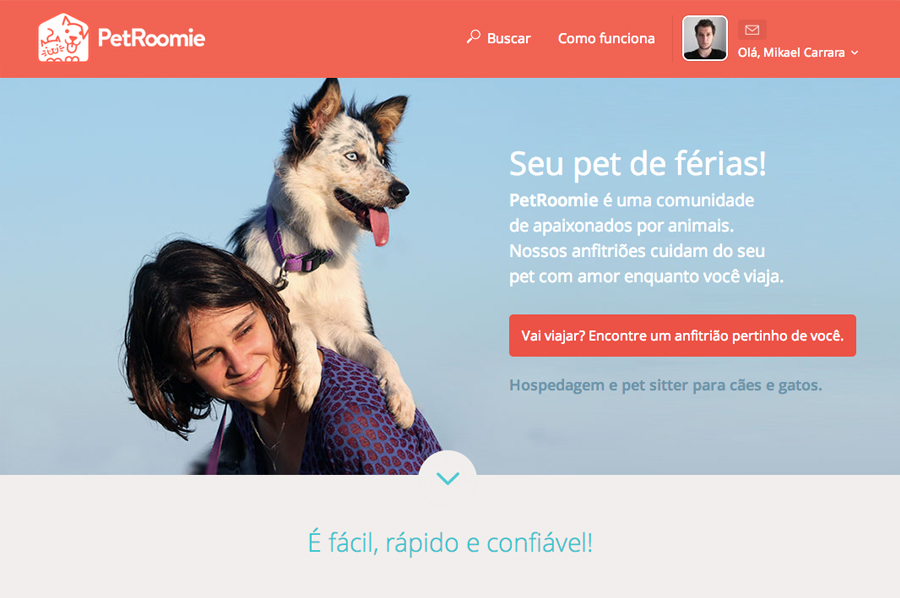 PetRoomie
Buscar
Como funciona
Olá, Mikael Carrara
Seu pet de férias!
PetRoomie é uma comunidade
de apaixonados por animais.
Nossos anfitriões cuidam do seu
pet com amor enquanto você viaja.
Vai viajar? Encontre um anfitrião pertinho de você.
Hospedagem e pet sitter para cães e gatos.
É fácil, rápido e confiável!